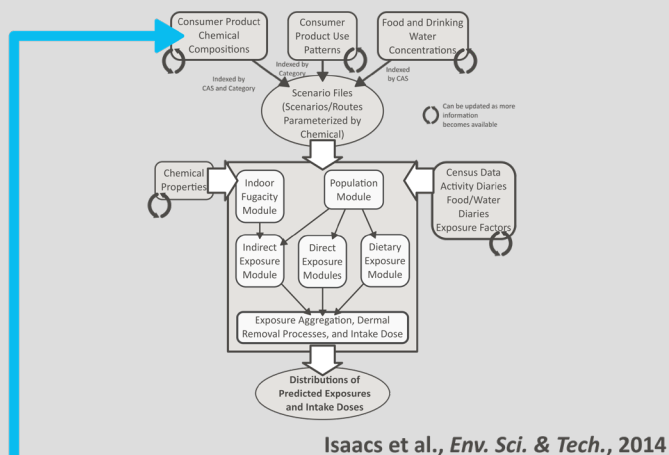 Consumer Product
Chemical
Compositions
Consumer
Product Use
Patterns
Food and Drinking
Water
Concentrations
Indexed by
CAS and Category
Indexed by
Category
Indexed
by CAS
Scenario Files
(Scenarios/Routes
Parameterized by
Chemical)
Can be updated as more
information
becomes available
Chemical
Properties
Indoor
Fugacity
Module
Population
Module
Census Data
Activity Diaries
Food/Water
Diaries
Exposure Factors
Indirect
Exposure
Module
Direct
Exposure
Modules
Dietary
Exposure
Module
Exposure Aggregation, Dermal
Removal Processes, and Intake Dose
Distributions of
Predicted Exposures
and Intake Doses
Isaacs et al., Env. Sci. & Tech., 2014